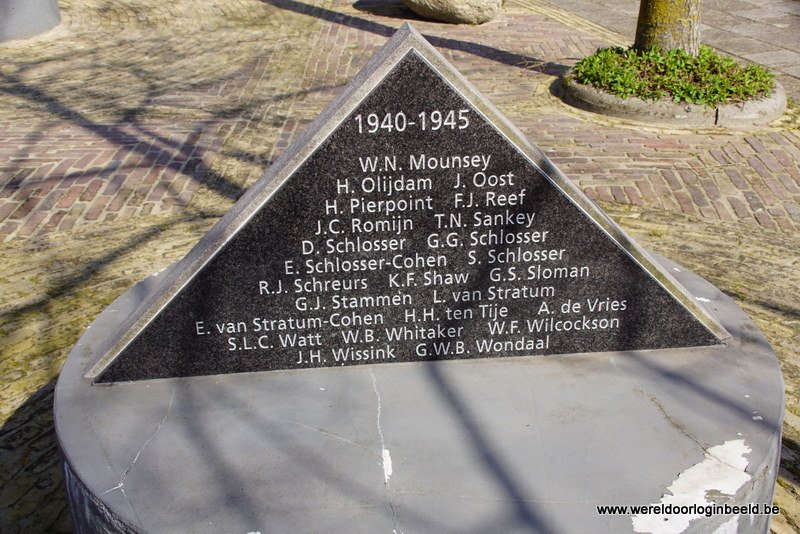 1940-1945
W.N. Mounsey
H. Olijdam J. Oost
H. Pierpoint F.J. Reef
J.C. Romijn T.N. Sankey
D. Schlosser G.G. Schlosser
E. Schlosser-Cohen S. Schlosser
R.J. Schreurs K.F. Shaw G.S. Sloman
G.J. Stammen L. van Stratum
E. van Stratum-Cohen H.H. ten Tije A. de Vries
S.L.C. Watt W.B. Whitaker W.F. Wilcockson
J.H. Wissink G.W.B. Wondaal
www.wereldoorloginbeeld.be